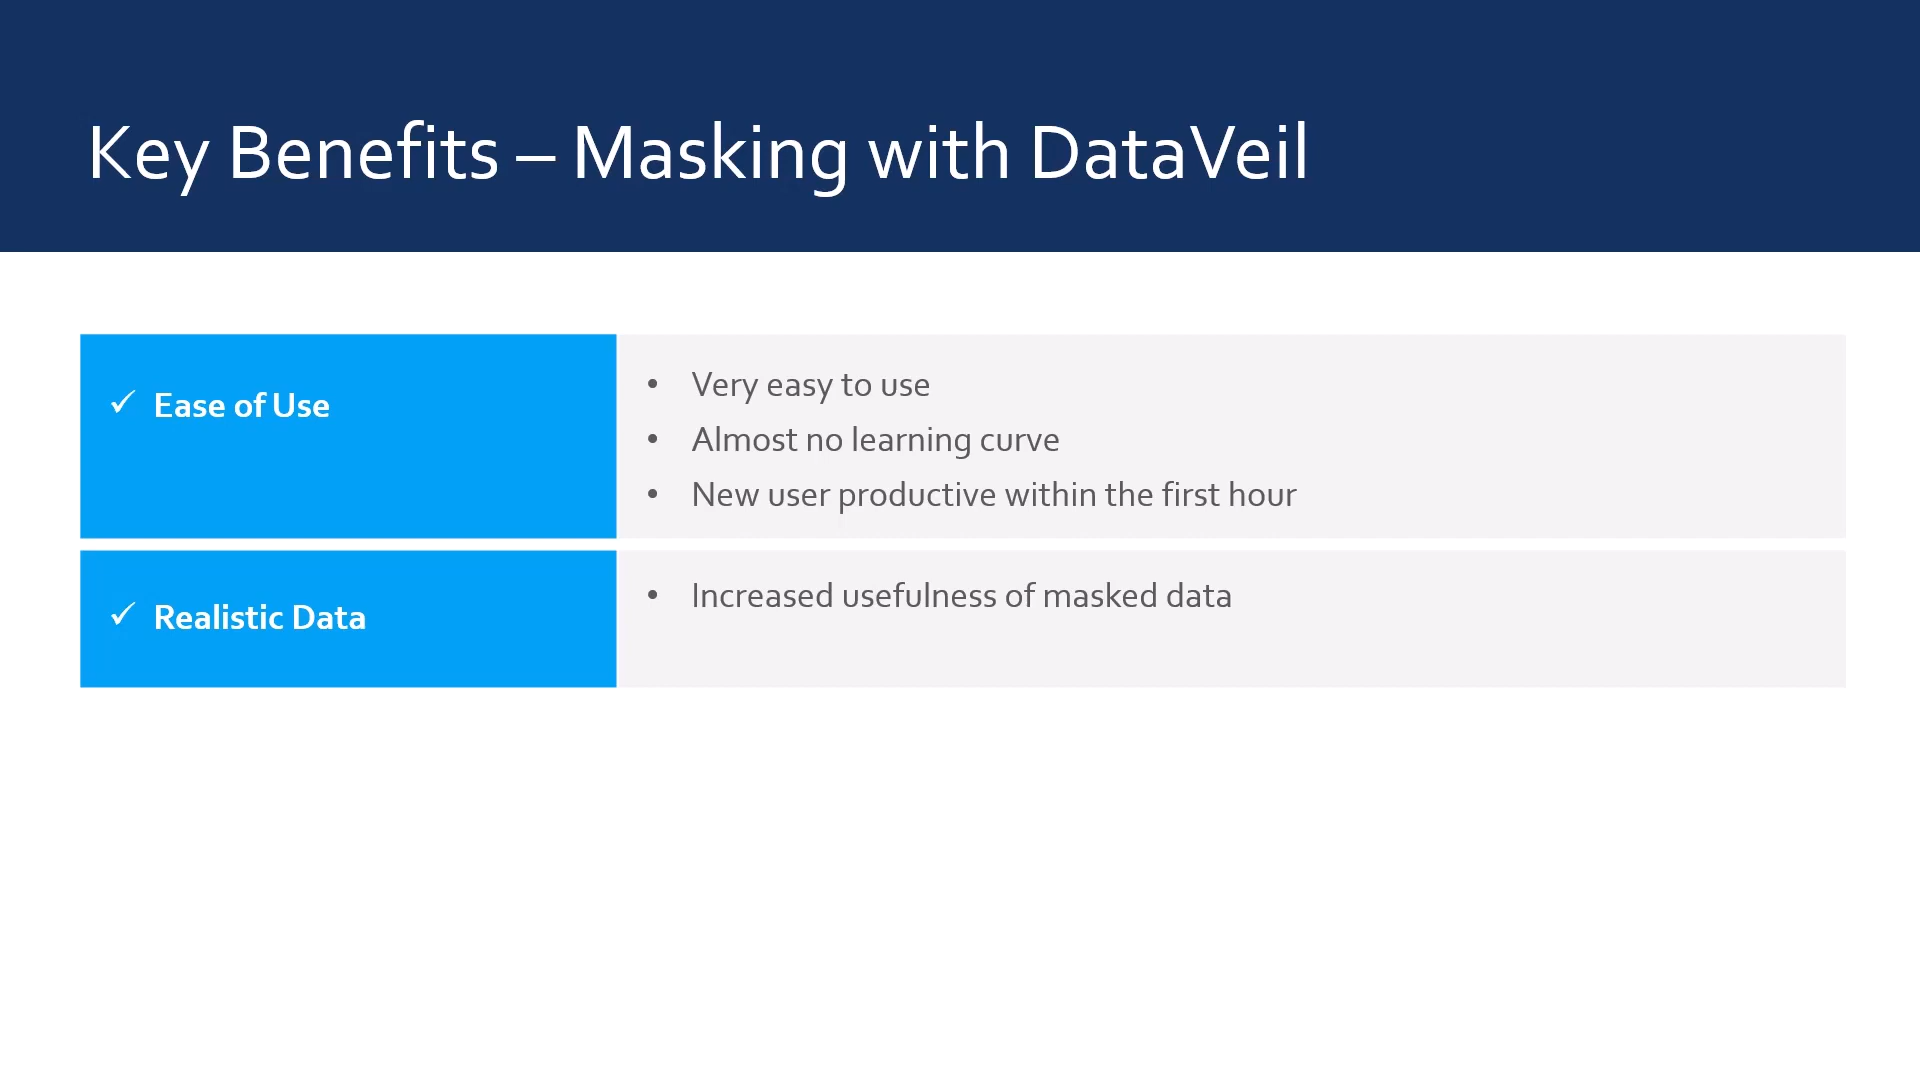 Key Benefits – Masking with DataVeil
✓ Ease of Use
• Very easy to use
• Almost no learning curve
• New user productive within the first hour
✓ Realistic Data
• Increased usefulness of masked data